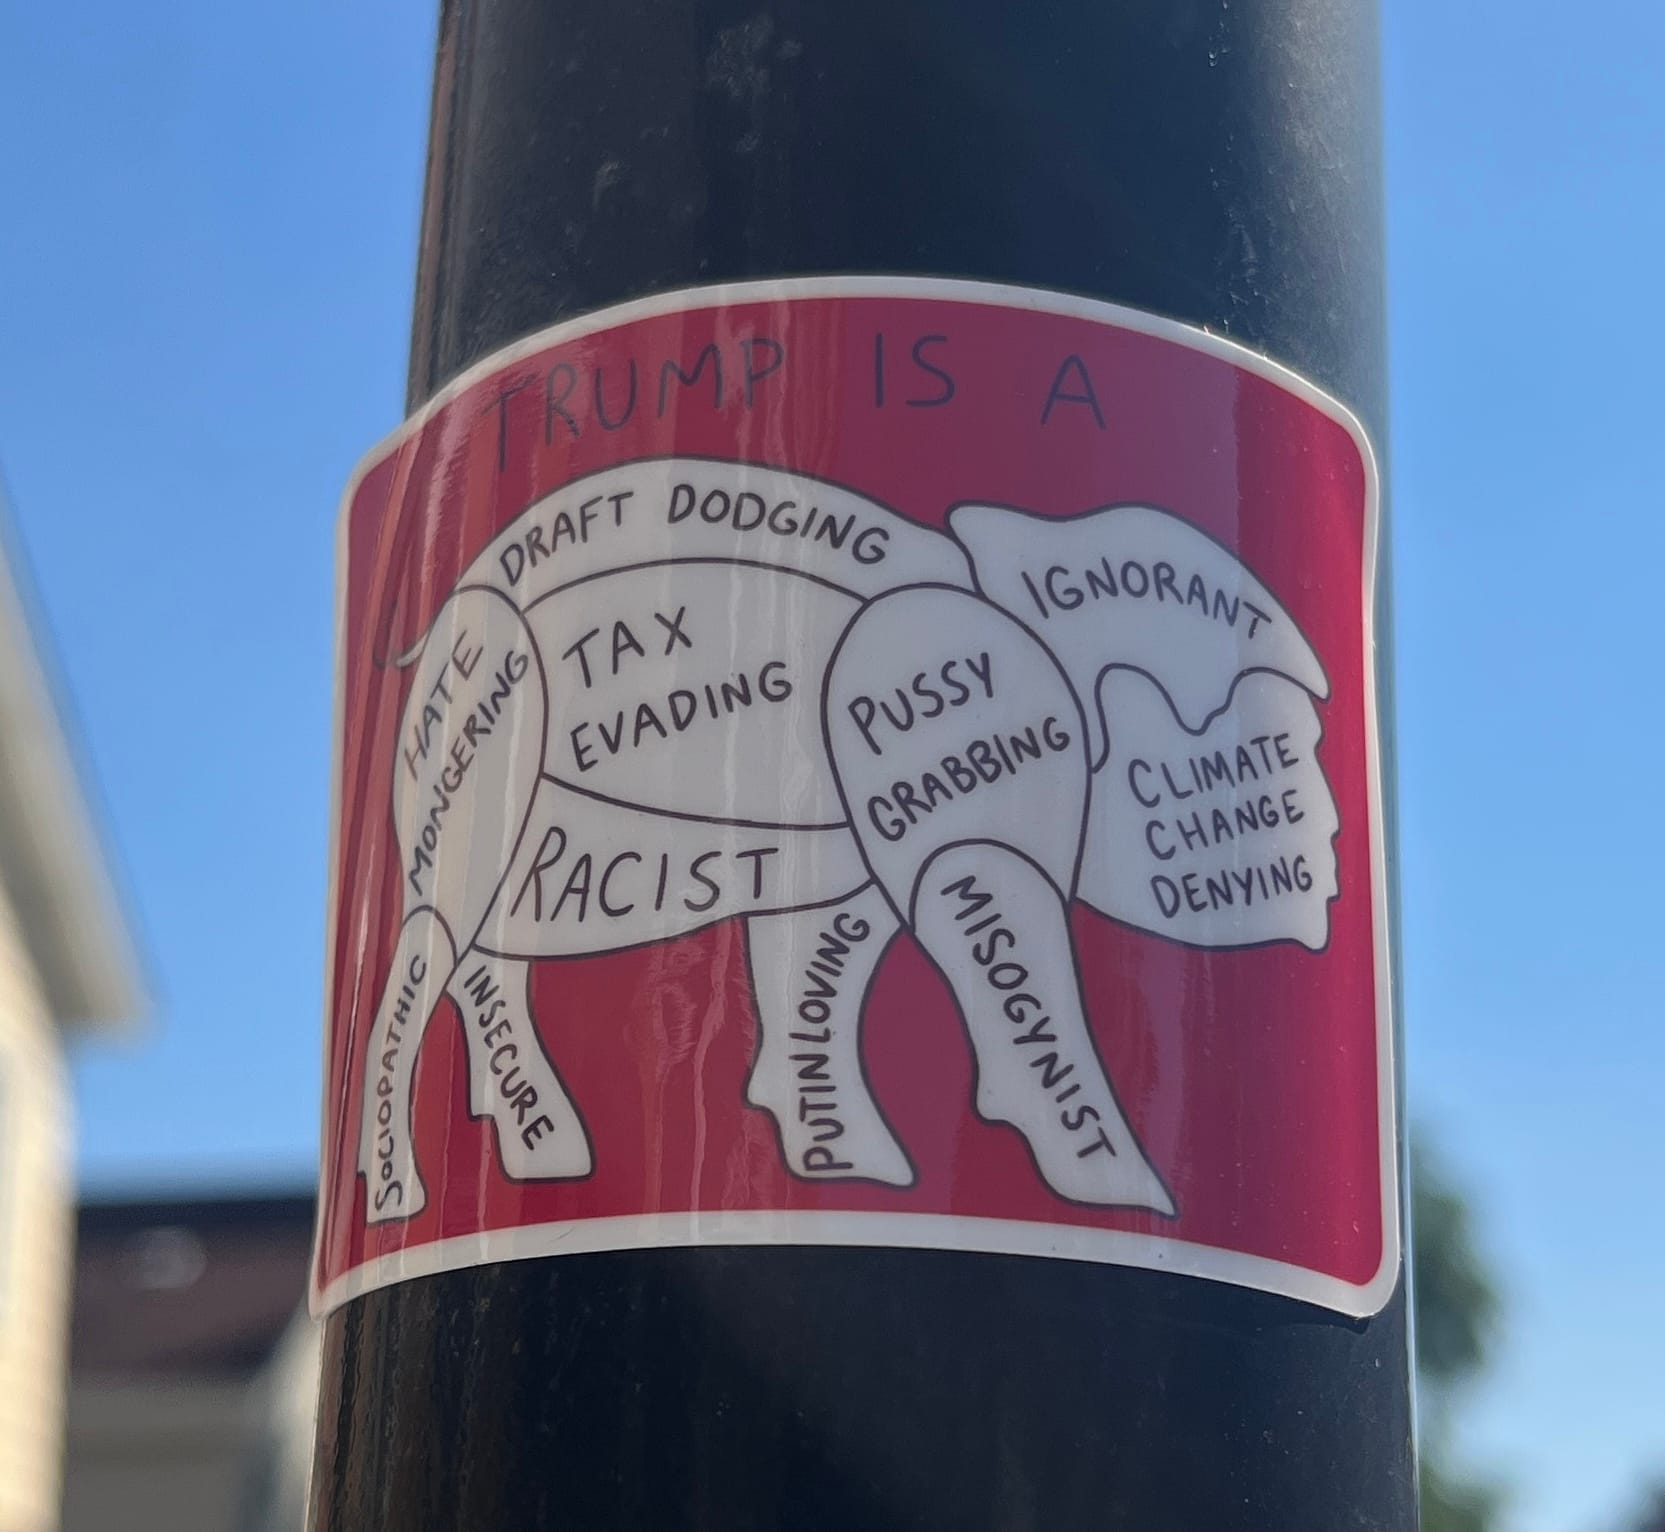 TRUMP IS A
DRAFT DODGING
IGNORANT
HATE
MONGERING
TAX
EVADING
PUSSY
GRABBING
CLIMATE
CHANGE
DENYING
RACIST
SOCIOPATHIC
INSECURE
PUTIN LOVING
MISOGYNIST